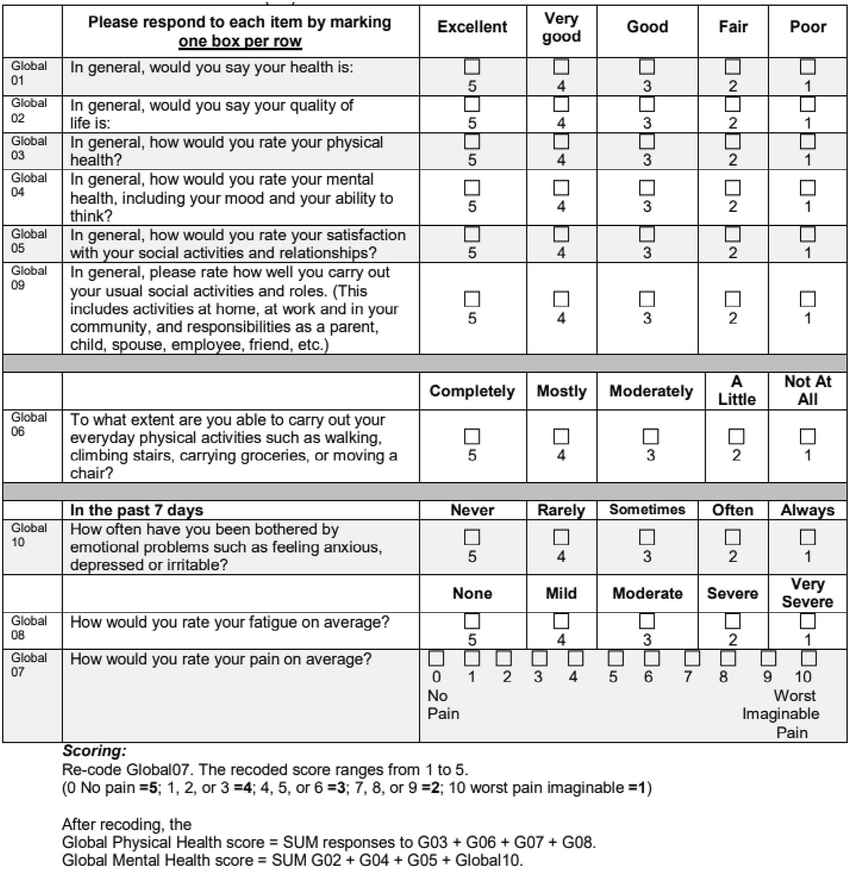 Please respond to each item by marking
one box per row
Excellent
Very
good
Good
Fair
Poor
Global
01
In general, would you say your health is:
5 4 3 2 1
Global
02
In general, would you say your quality of
life is:
5 4 3 2 1
Global
03
In general, how would you rate your physical
health?
5 4 3 2 1
Global
04
In general, how would you rate your mental
health, including your mood and your ability to
think?
5 4 3 2 1
Global
05
In general, how would you rate your satisfaction
with your social activities and relationships?
5 4 3 2 1
Global
09
In general, please rate how well you carry out
your usual social activities and roles. (This
includes activities at home, at work and in your
community, and responsibilities as a parent,
child, spouse, employee, friend, etc.)
5 4 3 2 1
Completely
Mostly
Moderately
A
Little
Not At
All
Global
06
To what extent are you able to carry out your
everyday physical activities such as walking,
climbing stairs, carrying groceries, or moving a
chair?
5 4 3 2 1
In the past 7 days
Never
Rarely
Sometimes
Often
Always
Global
10
How often have you been bothered by
emotional problems such as feeling anxious,
depressed or irritable?
5 4 3 2 1
None
Mild
Moderate
Severe
Very
Severe
Global
08
How would you rate your fatigue on average?
5 4 3 2 1
Global
07
How would you rate your pain on average?
0 1 2 3 4 5 6 7 8 9 10
No
Pain
Worst
Imaginable
Pain
Scoring:
Re-code Global07. The recoded score ranges from 1 to 5.
(0 No pain =5; 1, 2, or 3 =4; 4, 5, or 6 =3; 7, 8, or 9 =2; 10 worst pain imaginable =1)
After recoding, the
Global Physical Health score = SUM responses to G03 + G06 + G07 + G08.
Global Mental Health score = SUM G02 + G04 + G05 + Global10.